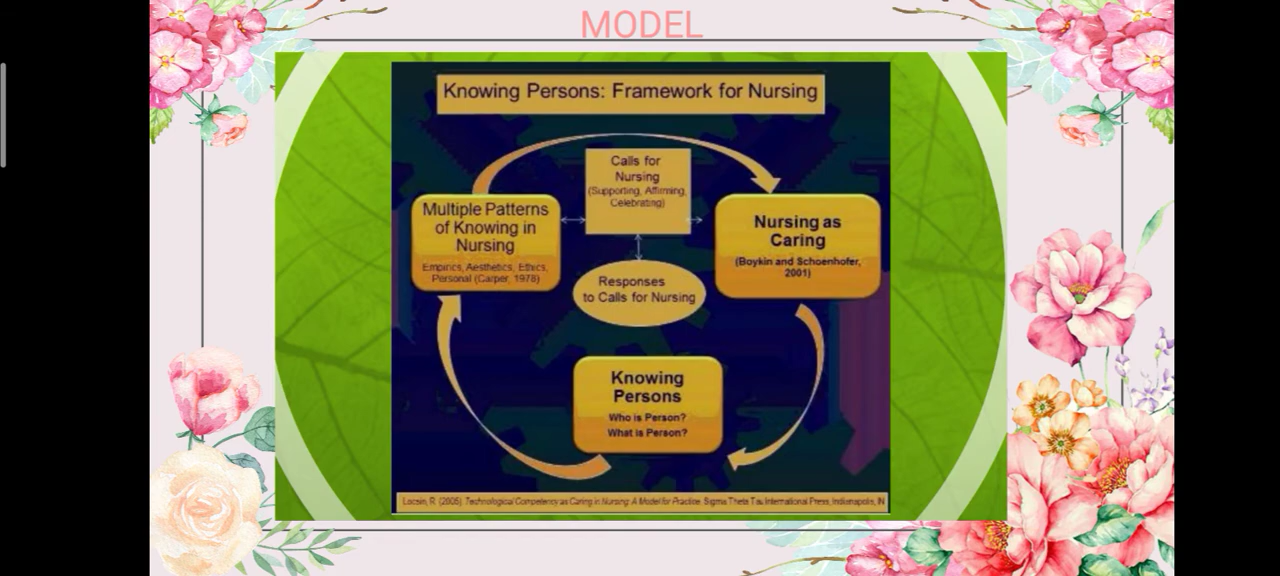 MODEL
Knowing Persons: Framework for Nursing
Calls for
Nursing
(Supporting, Affirming,
Celebrating)
Multiple Patterns
of Knowing in
Nursing
Empirics, Aesthetics, Ethics,
Personal (Carper, 1978)
Nursing as
Caring
(Boykin and Schoenhofer,
2001)
Responses
to Calls for Nursing
Knowing
Persons
Who is Person?
What is Person?
Locsin, R. (2005). Technological Competency as Caring in Nursing: A Model for Practice. Sigma Theta Tau International Press, Indianapolis, IN